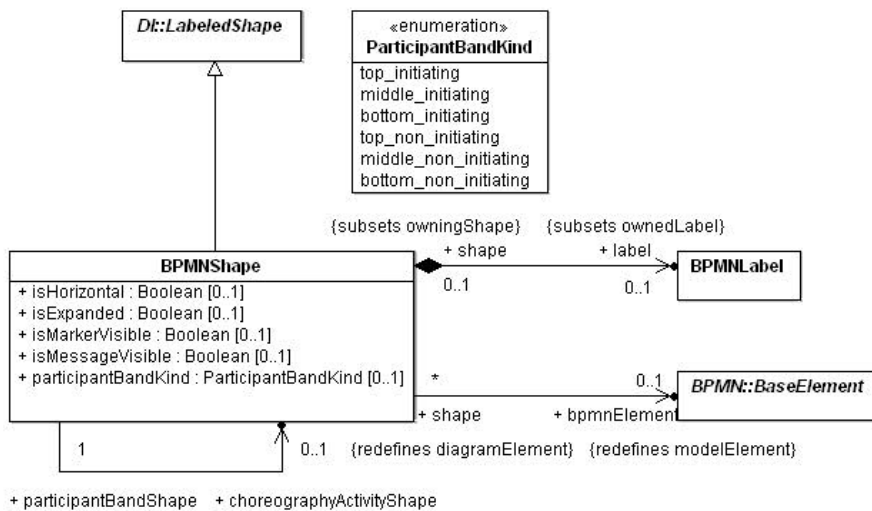 DI::LabeledShape
«enumeration»
ParticipantBandKind
top_initiating
middle_initiating
bottom_initiating
top_non_initiating
middle_non_initiating
bottom_non_initiating
{subsets owningShape} {subsets ownedLabel}
+ shape + label
0..1 0..1
BPMNShape
+ isHorizontal : Boolean [0..1]
+ isExpanded : Boolean [0..1]
+ isMarkerVisible : Boolean [0..1]
+ isMessageVisible : Boolean [0..1]
+ participantBandKind : ParticipantBandKind [0..1]
BPMNLabel
* 0..1
+ shape + bpmnElement
{redefines diagramElement} {redefines modelElement}
BPMN::BaseElement
1 0..1
+ participantBandShape + choreographyActivityShape